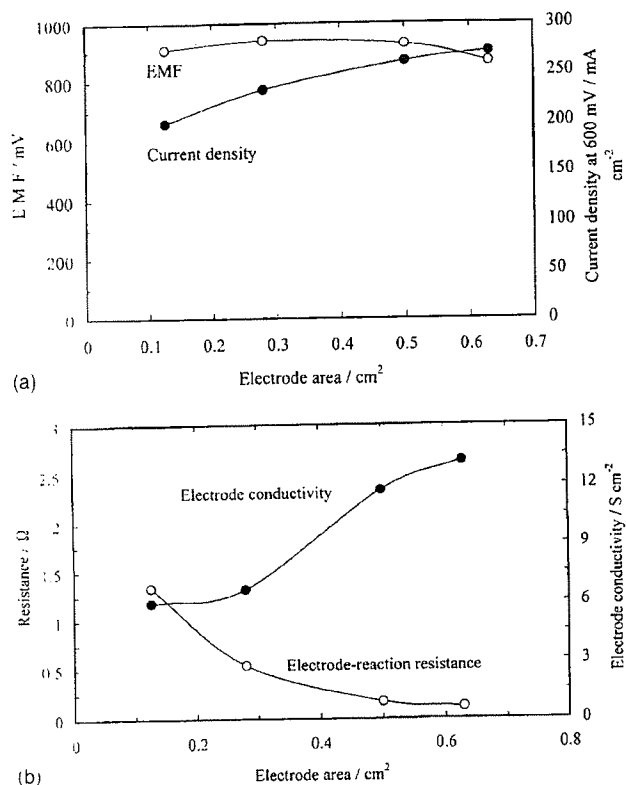 1000
800
600
400
200
0
E M F / mV
EMF
Current density
300
250
200
150
100
50
0
Current density at 600 mV / mA
cm-2
0 0.1 0.2 0.3 0.4 0.5 0.6 0.7
Electrode area / cm2
(a)
3
2.5
2
1.5
1
0.5
0
Resistance / Ω
Electrode conductivity
Electrode-reaction resistance
15
12
9
6
3
0
Electrode conductivity / S cm-2
0 0.2 0.4 0.6 0.8
Electrode area / cm2
(b)